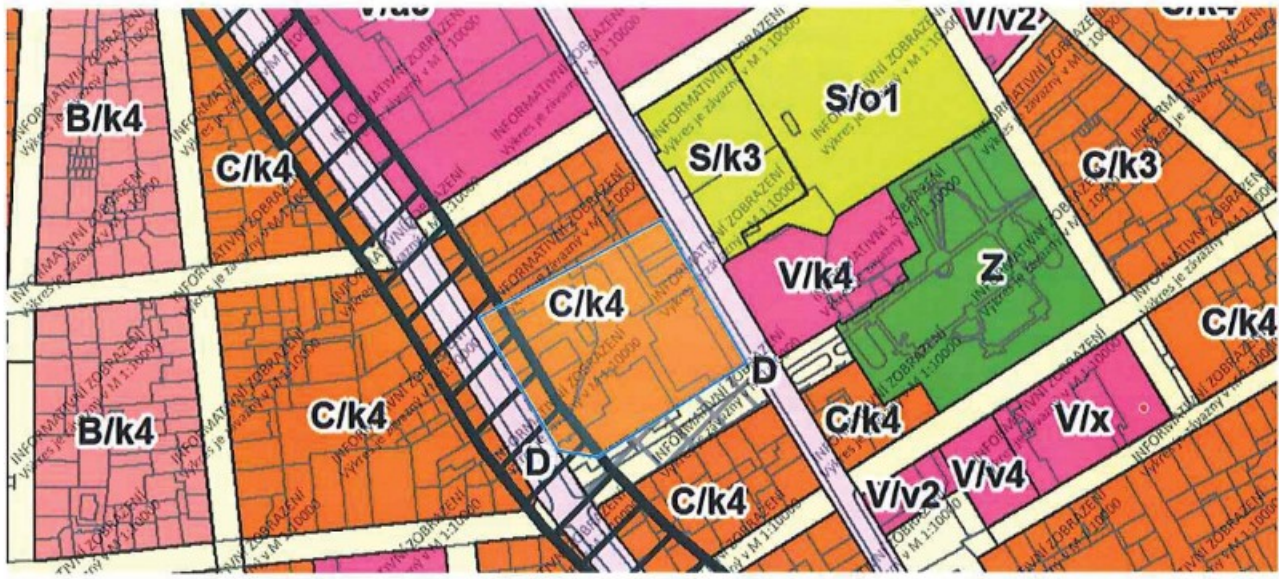 V/v2
C/k4
B/k4
S/o1
C/k4
S/k3
C/k3
Z
V/k4
C/k4
C/k4
D
C/k4
B/k4
C/k4
V/x
D
C/k4
V/v2
V/v4
INFORMATIVNÍ ZOBRAZENÍ
Výkres je závazný v M 1:10000